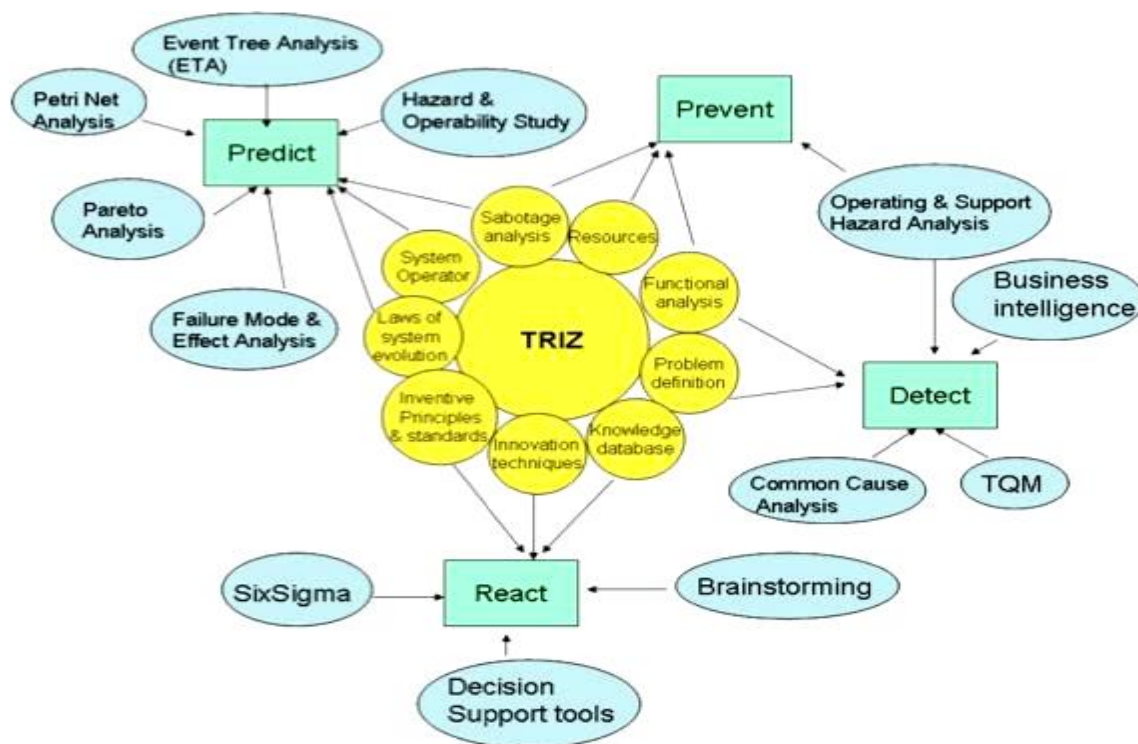 Event Tree Analysis
(ETA)
Petri Net
Analysis
Hazard &
Operability Study
Predict
Prevent
Pareto
Analysis
Sabotage
analysis
Resources
Operating & Support
Hazard Analysis
System
Operator
Functional
analysis
Business
intelligence
Failure Mode &
Effect Analysis
Laws of
system
evolution
TRIZ
Problem
definition
Detect
Inventive
Principles
& standards
Innovation
techniques
Knowledge
database
Common Cause
Analysis
TQM
SixSigma
React
Brainstorming
Decision
Support tools